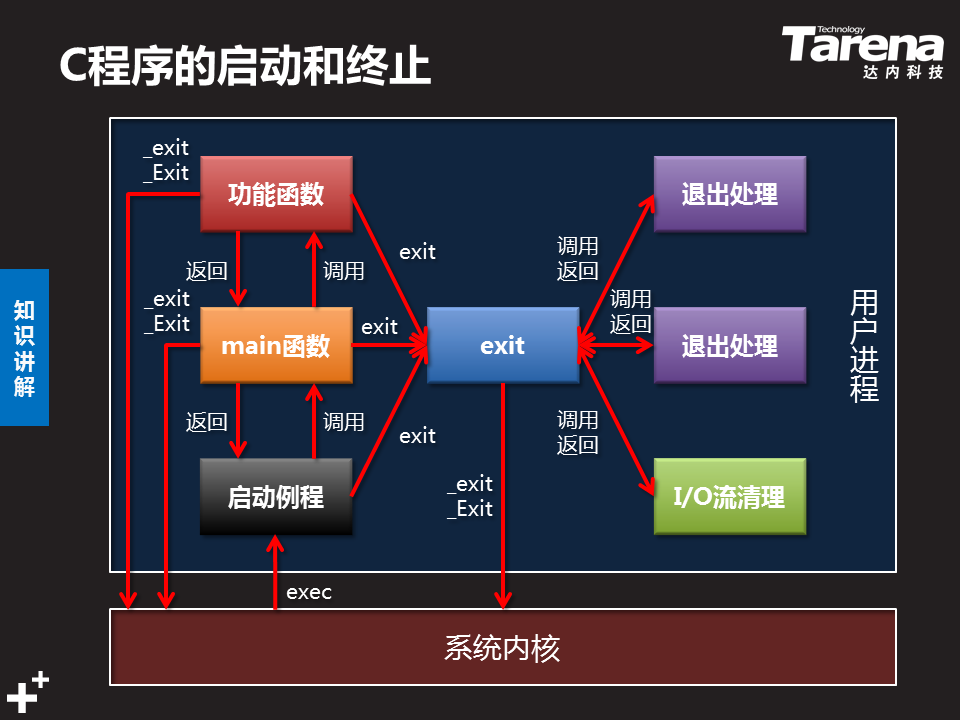 C程序的启动和终止
Technology
Tarena
达内科技
知识讲解
_exit
_Exit
功能函数
退出处理
exit
调用
返回
返回
调用
_exit
_Exit
main函数
exit
exit
调用
返回
退出处理
用户进程
返回
调用
exit
调用
返回
启动例程
_exit
_Exit
I/O流清理
exec
系统内核